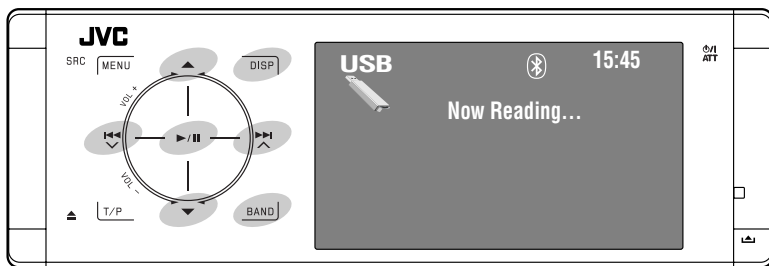 JVC
SRC
MENU
DISP
VOL +
VOL –
T/P
BAND
USB
15:45
Now Reading...
/I
ATT